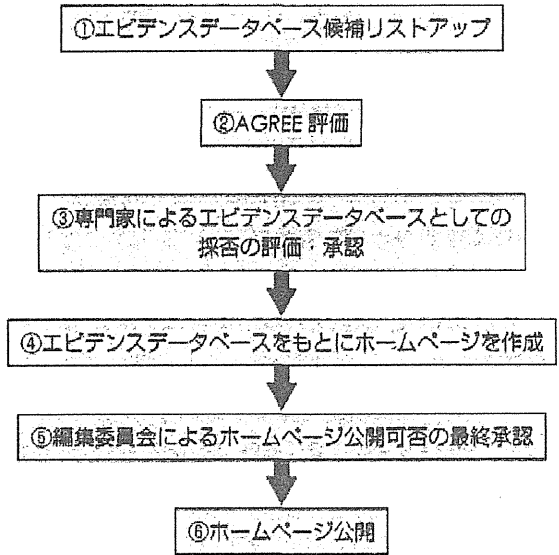 ①エビデンスデータベース候補リストアップ
②AGREE 評価
③専門家によるエビデンスデータベースとしての
採否の評価・承認
④エビデンスデータベースをもとにホームページを作成
⑤編集委員会によるホームページ公開可否の最終承認
⑥ホームページ公開